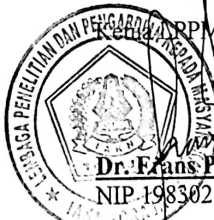 Ketua LPPM
LEMBAGA PENELITIAN DAN PENGABDIAN KEPADA MASYA
Dr. Frans P
NIP 198302